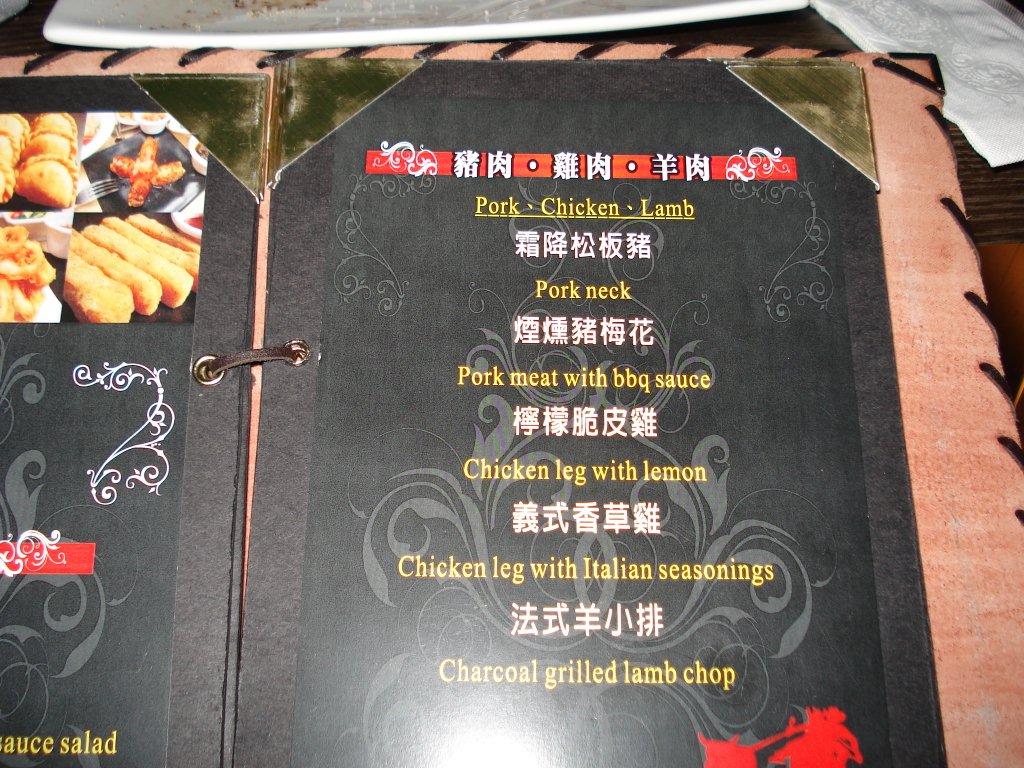 豬肉・雞肉・羊肉
Pork、Chicken、Lamb
霜降松板豬
Pork neck
煙燻豬梅花
Pork meat with bbq sauce
檸檬脆皮雞
Chicken leg with lemon
義式香草雞
Chicken leg with Italian seasonings
法式羊小排
Charcoal grilled lamb chop
sauce salad